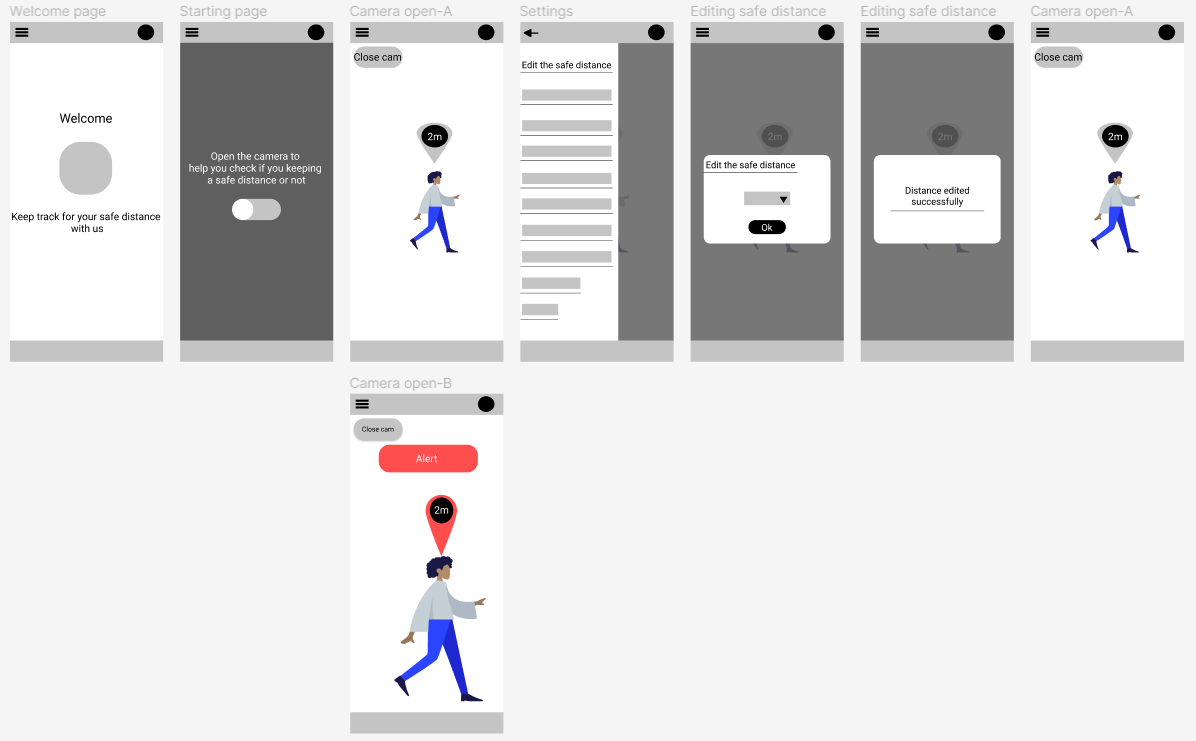 Welcome page
Starting page
Camera open-A
Settings
Editing safe distance
Editing safe distance
Camera open-A
Welcome
Keep track for your safe distance
with us
Open the camera to
help you check if you keeping
a safe distance or not
Close cam
2m
Edit the safe distance
2m
Edit the safe distance
Ok
2m
Distance edited
successfully
Close cam
2m
Camera open-B
Close cam
Alert
2m